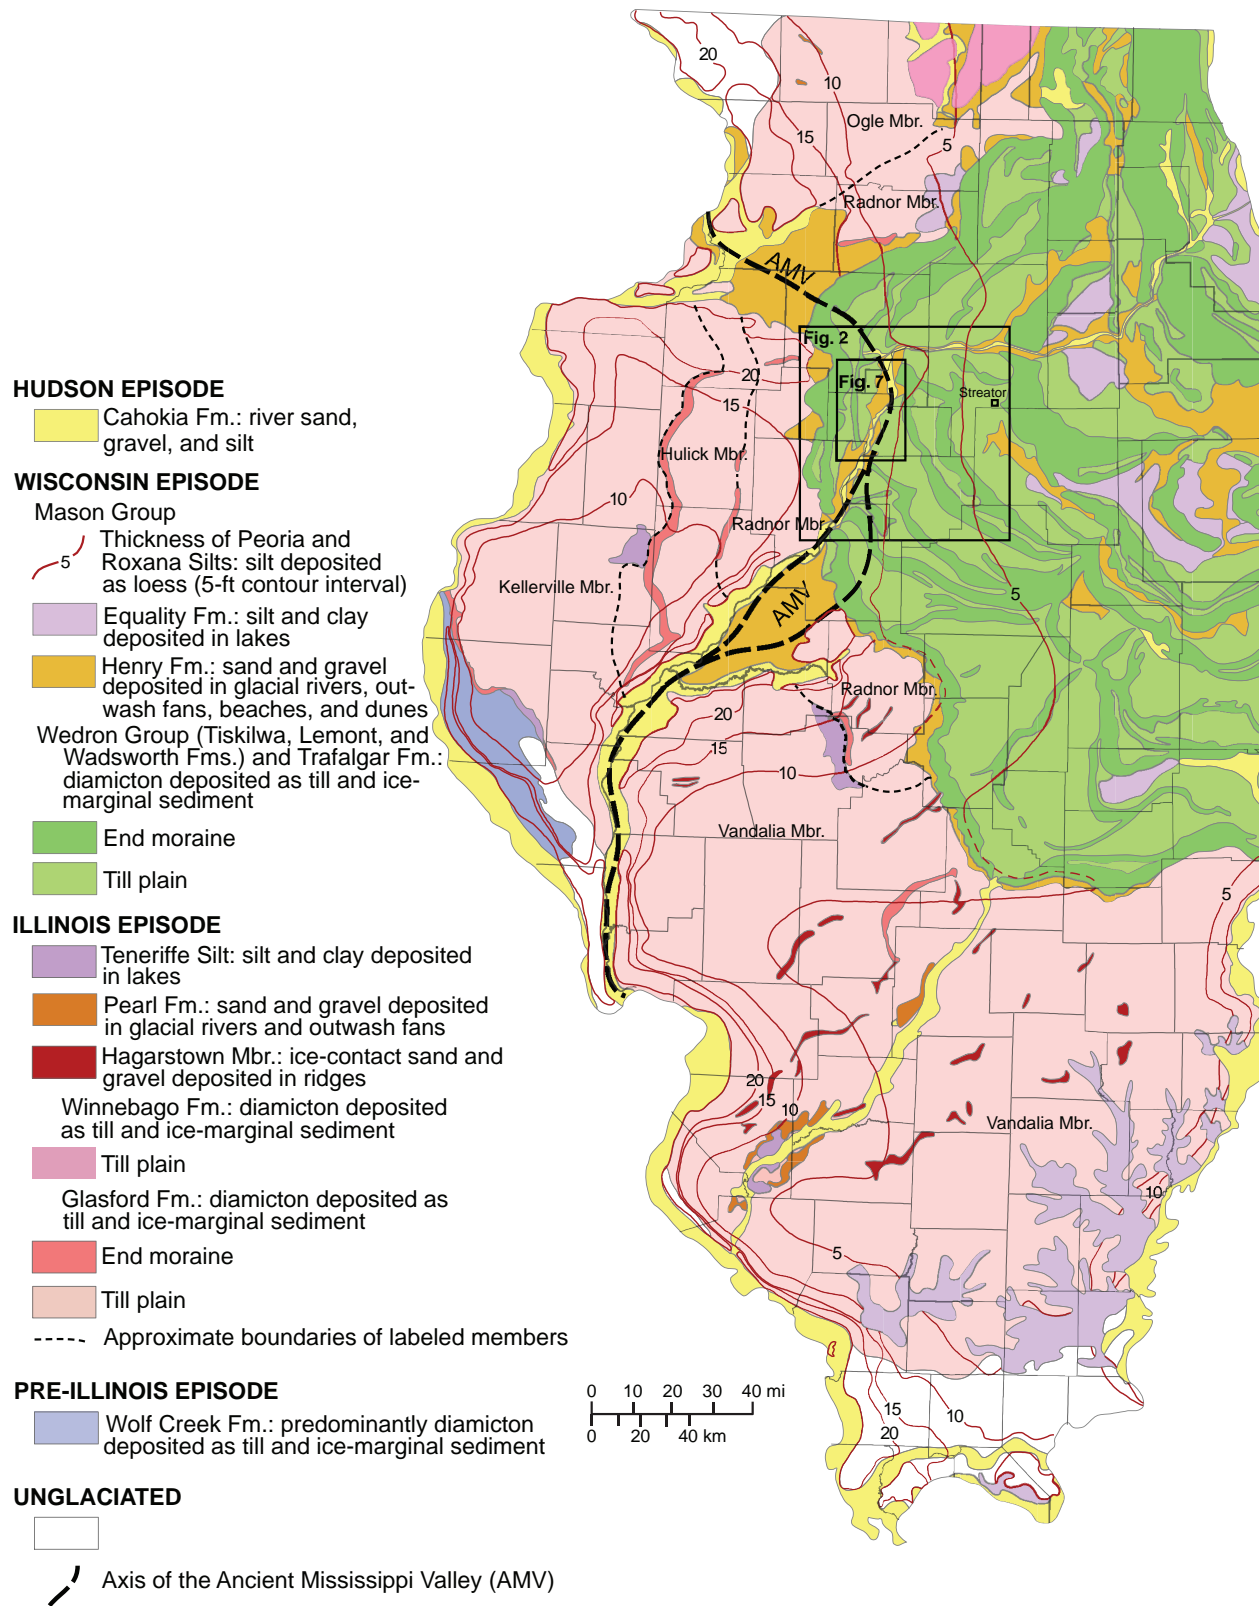 HUDSON EPISODE
Cahokia Fm.: river sand,
gravel, and silt
WISCONSIN EPISODE
Mason Group
5
Thickness of Peoria and
Roxana Silts: silt deposited
as loess (5-ft contour interval)
Equality Fm.: silt and clay
deposited in lakes
Henry Fm.: sand and gravel
deposited in glacial rivers, out-
wash fans, beaches, and dunes
Wedron Group (Tiskilwa, Lemont, and
Wadsworth Fms.) and Trafalgar Fm.:
diamicton deposited as till and ice-
marginal sediment
End moraine
Till plain
ILLINOIS EPISODE
Teneriffe Silt: silt and clay deposited
in lakes
Pearl Fm.: sand and gravel deposited
in glacial rivers and outwash fans
Hagarstown Mbr.: ice-contact sand and
gravel deposited in ridges
Winnebago Fm.: diamicton deposited
as till and ice-marginal sediment
Till plain
Glasford Fm.: diamicton deposited as
till and ice-marginal sediment
End moraine
Till plain
Approximate boundaries of labeled members
PRE-ILLINOIS EPISODE
Wolf Creek Fm.: predominantly diamicton
deposited as till and ice-marginal sediment
UNGLACIATED
Axis of the Ancient Mississippi Valley (AMV)
20
10
Ogle Mbr.
15
5
Radnor Mbr.
AMV
Fig. 2
Fig. 7
20
15
Streator
Hulick Mbr.
10
Radnor Mbr.
Kellerville Mbr.
AMV
5
Radnor Mbr.
20
15
10
Vandalia Mbr.
5
20
15
10
Vandalia Mbr.
10
5
15
10
20
0 10 20 30 40 mi
0 20 40 km